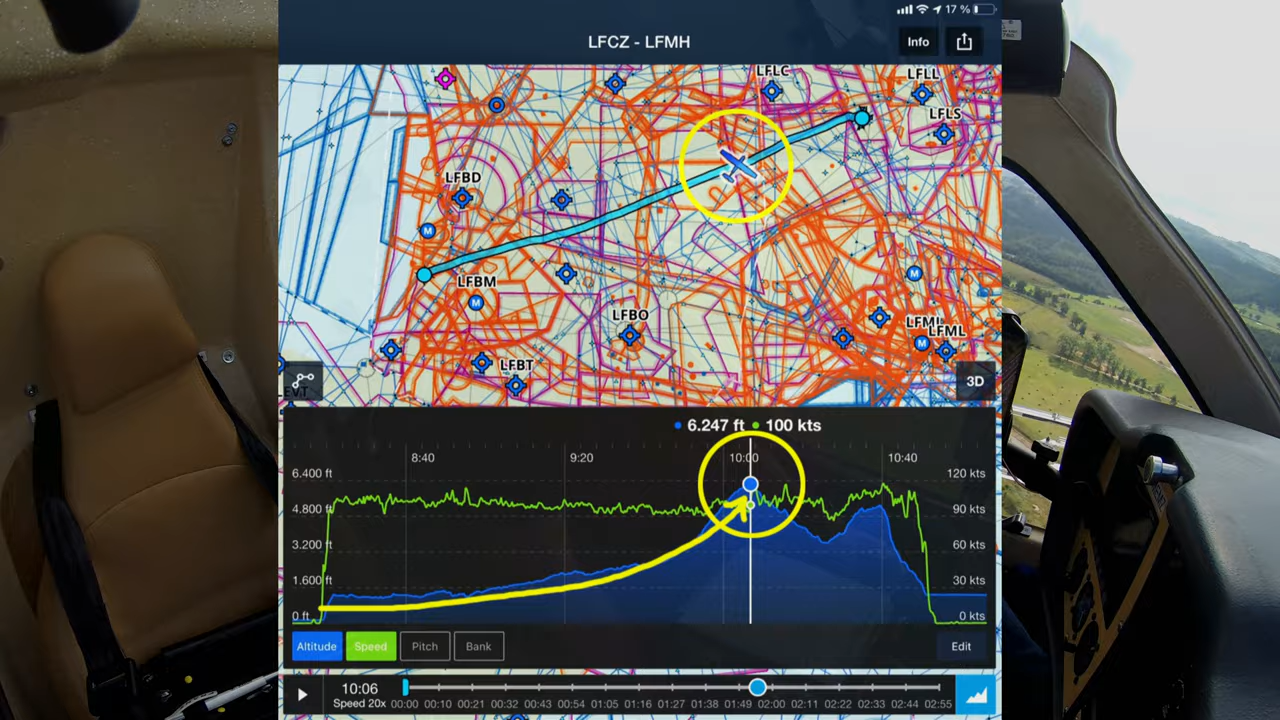 17 %
LFCZ - LFMH
Info
LFLC
LFLL
LFLS
LFBD
M
LFBM
M
M
LFBO
LFMI
LFML
M
LFBT
3D
6.247 ft
100 kts
8:40
9:20
10:00
10:40
6.400 ft
120 kts
4.800 ft
90 kts
3.200 ft
60 kts
1.600 ft
30 kts
0 ft
0 kts
Altitude
Speed
Pitch
Bank
Edit
10:06
Speed 20x
00:00 00:10 00:21 00:32 00:43 00:54 01:05 01:16 01:27 01:38 01:49 02:00 02:11 02:22 02:33 02:44 02:55